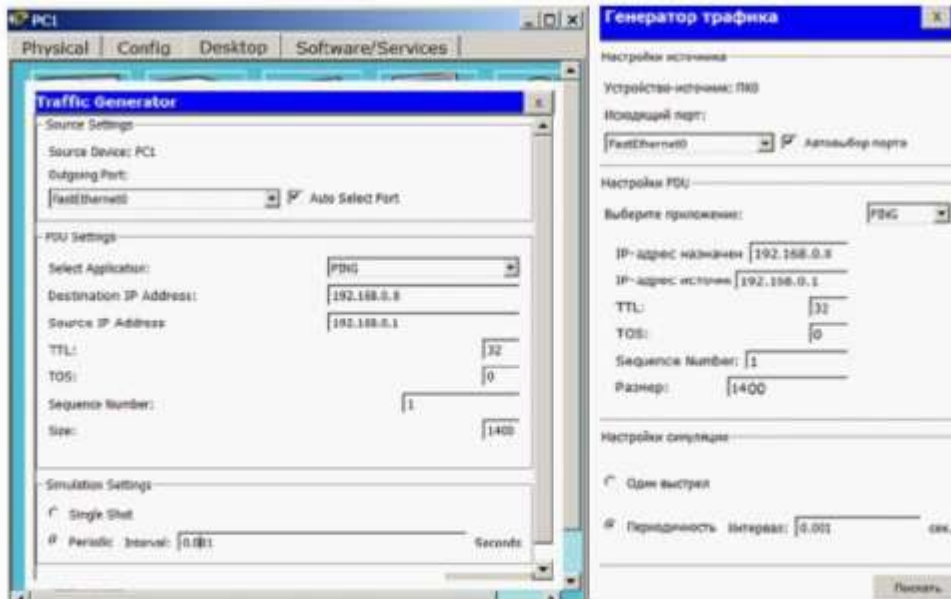 PC1
Physical Config Desktop Software/Services
Traffic Generator
Source Settings
Source Device: PC1
Outgoing Port:
FastEthernet0 Auto Select Port
PDU Settings
Select Application: PING
Destination IP Address: 192.168.0.8
Source IP Address 192.168.0.1
TTL: 32
TOS: 0
Sequence Number: 1
Size: 1400
Simulation Settings
Single Shot
Periodic Interval: 0.001 Seconds
Генератор трафика
Настройки источника
Устройство-источник: ПК0
Исходящий порт:
FastEthernet0 Автовыбор порта
Настройки PDU
Выберите приложение: PING
IP-адрес назначен 192.168.0.8
IP-адрес источник 192.168.0.1
TTL: 32
TOS: 0
Sequence Number: 1
Размер: 1400
Настройки симуляции
Один выстрел
Периодичность Интервал: 0.001 сек.
Послать